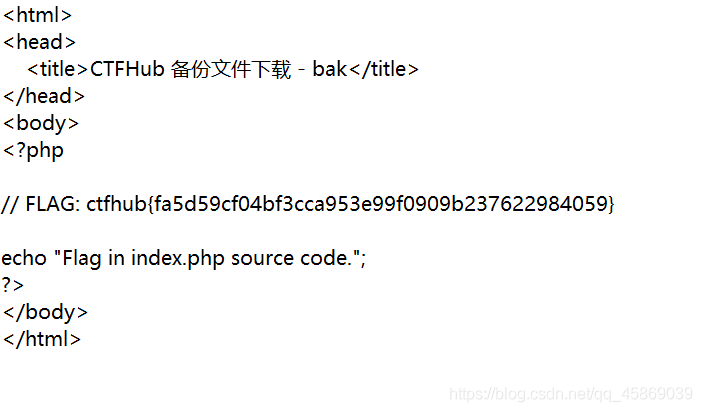 <html>
<head>
    <title>CTFHub 备份文件下载 - bak</title>
</head>
<body>
<?php
// FLAG: ctfhub{fa5d59cf04bf3cca953e99f0909b237622984059}
echo "Flag in index.php source code.";
?>
</body>
</html>
https://blog.csdn.net/qq_45869039